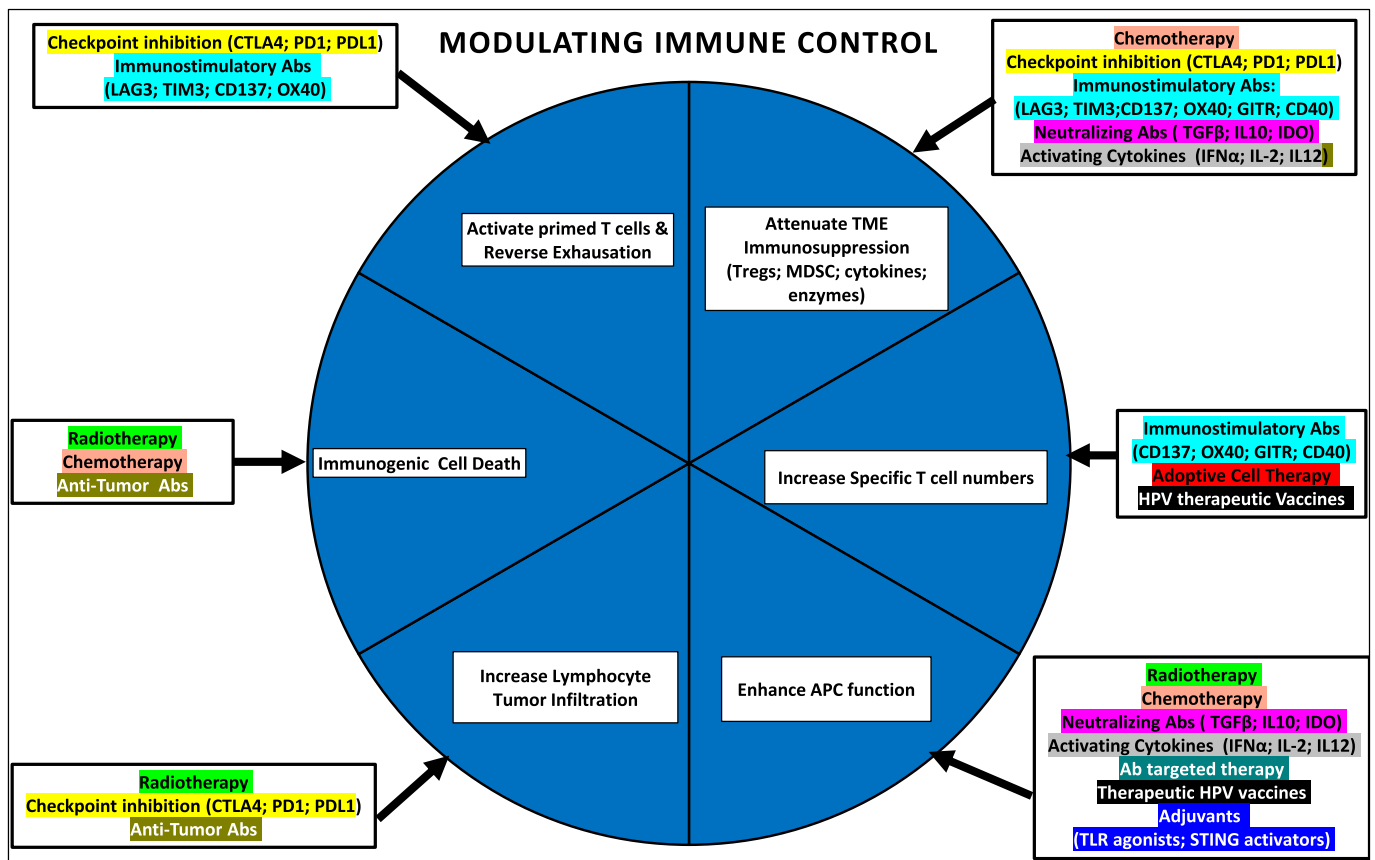 MODULATING IMMUNE CONTROL
Checkpoint inhibition (CTLA4; PD1; PDL1)
Immunostimulatory Abs
(LAG3; TIM3; CD137; OX40)
Chemotherapy
Checkpoint inhibition (CTLA4; PD1; PDL1)
Immunostimulatory Abs:
(LAG3; TIM3;CD137; OX40; GITR; CD40)
Neutralizing Abs ( TGFβ; IL10; IDO)
Activating Cytokines (IFNα; IL-2; IL12)
Activate primed T cells &
Reverse Exhausation
Attenuate TME
Immunosuppression
(Tregs; MDSC; cytokines;
enzymes)
Radiotherapy
Chemotherapy
Anti-Tumor Abs
Immunogenic Cell Death
Increase Specific T cell numbers
Immunostimulatory Abs
(CD137; OX40; GITR; CD40)
Adoptive Cell Therapy
HPV therapeutic Vaccines
Increase Lymphocyte
Tumor Infiltration
Enhance APC function
Radiotherapy
Checkpoint inhibition (CTLA4; PD1; PDL1)
Anti-Tumor Abs
Radiotherapy
Chemotherapy
Neutralizing Abs ( TGFβ; IL10; IDO)
Activating Cytokines (IFNα; IL-2; IL12)
Ab targeted therapy
Therapeutic HPV vaccines
Adjuvants
(TLR agonists; STING activators)